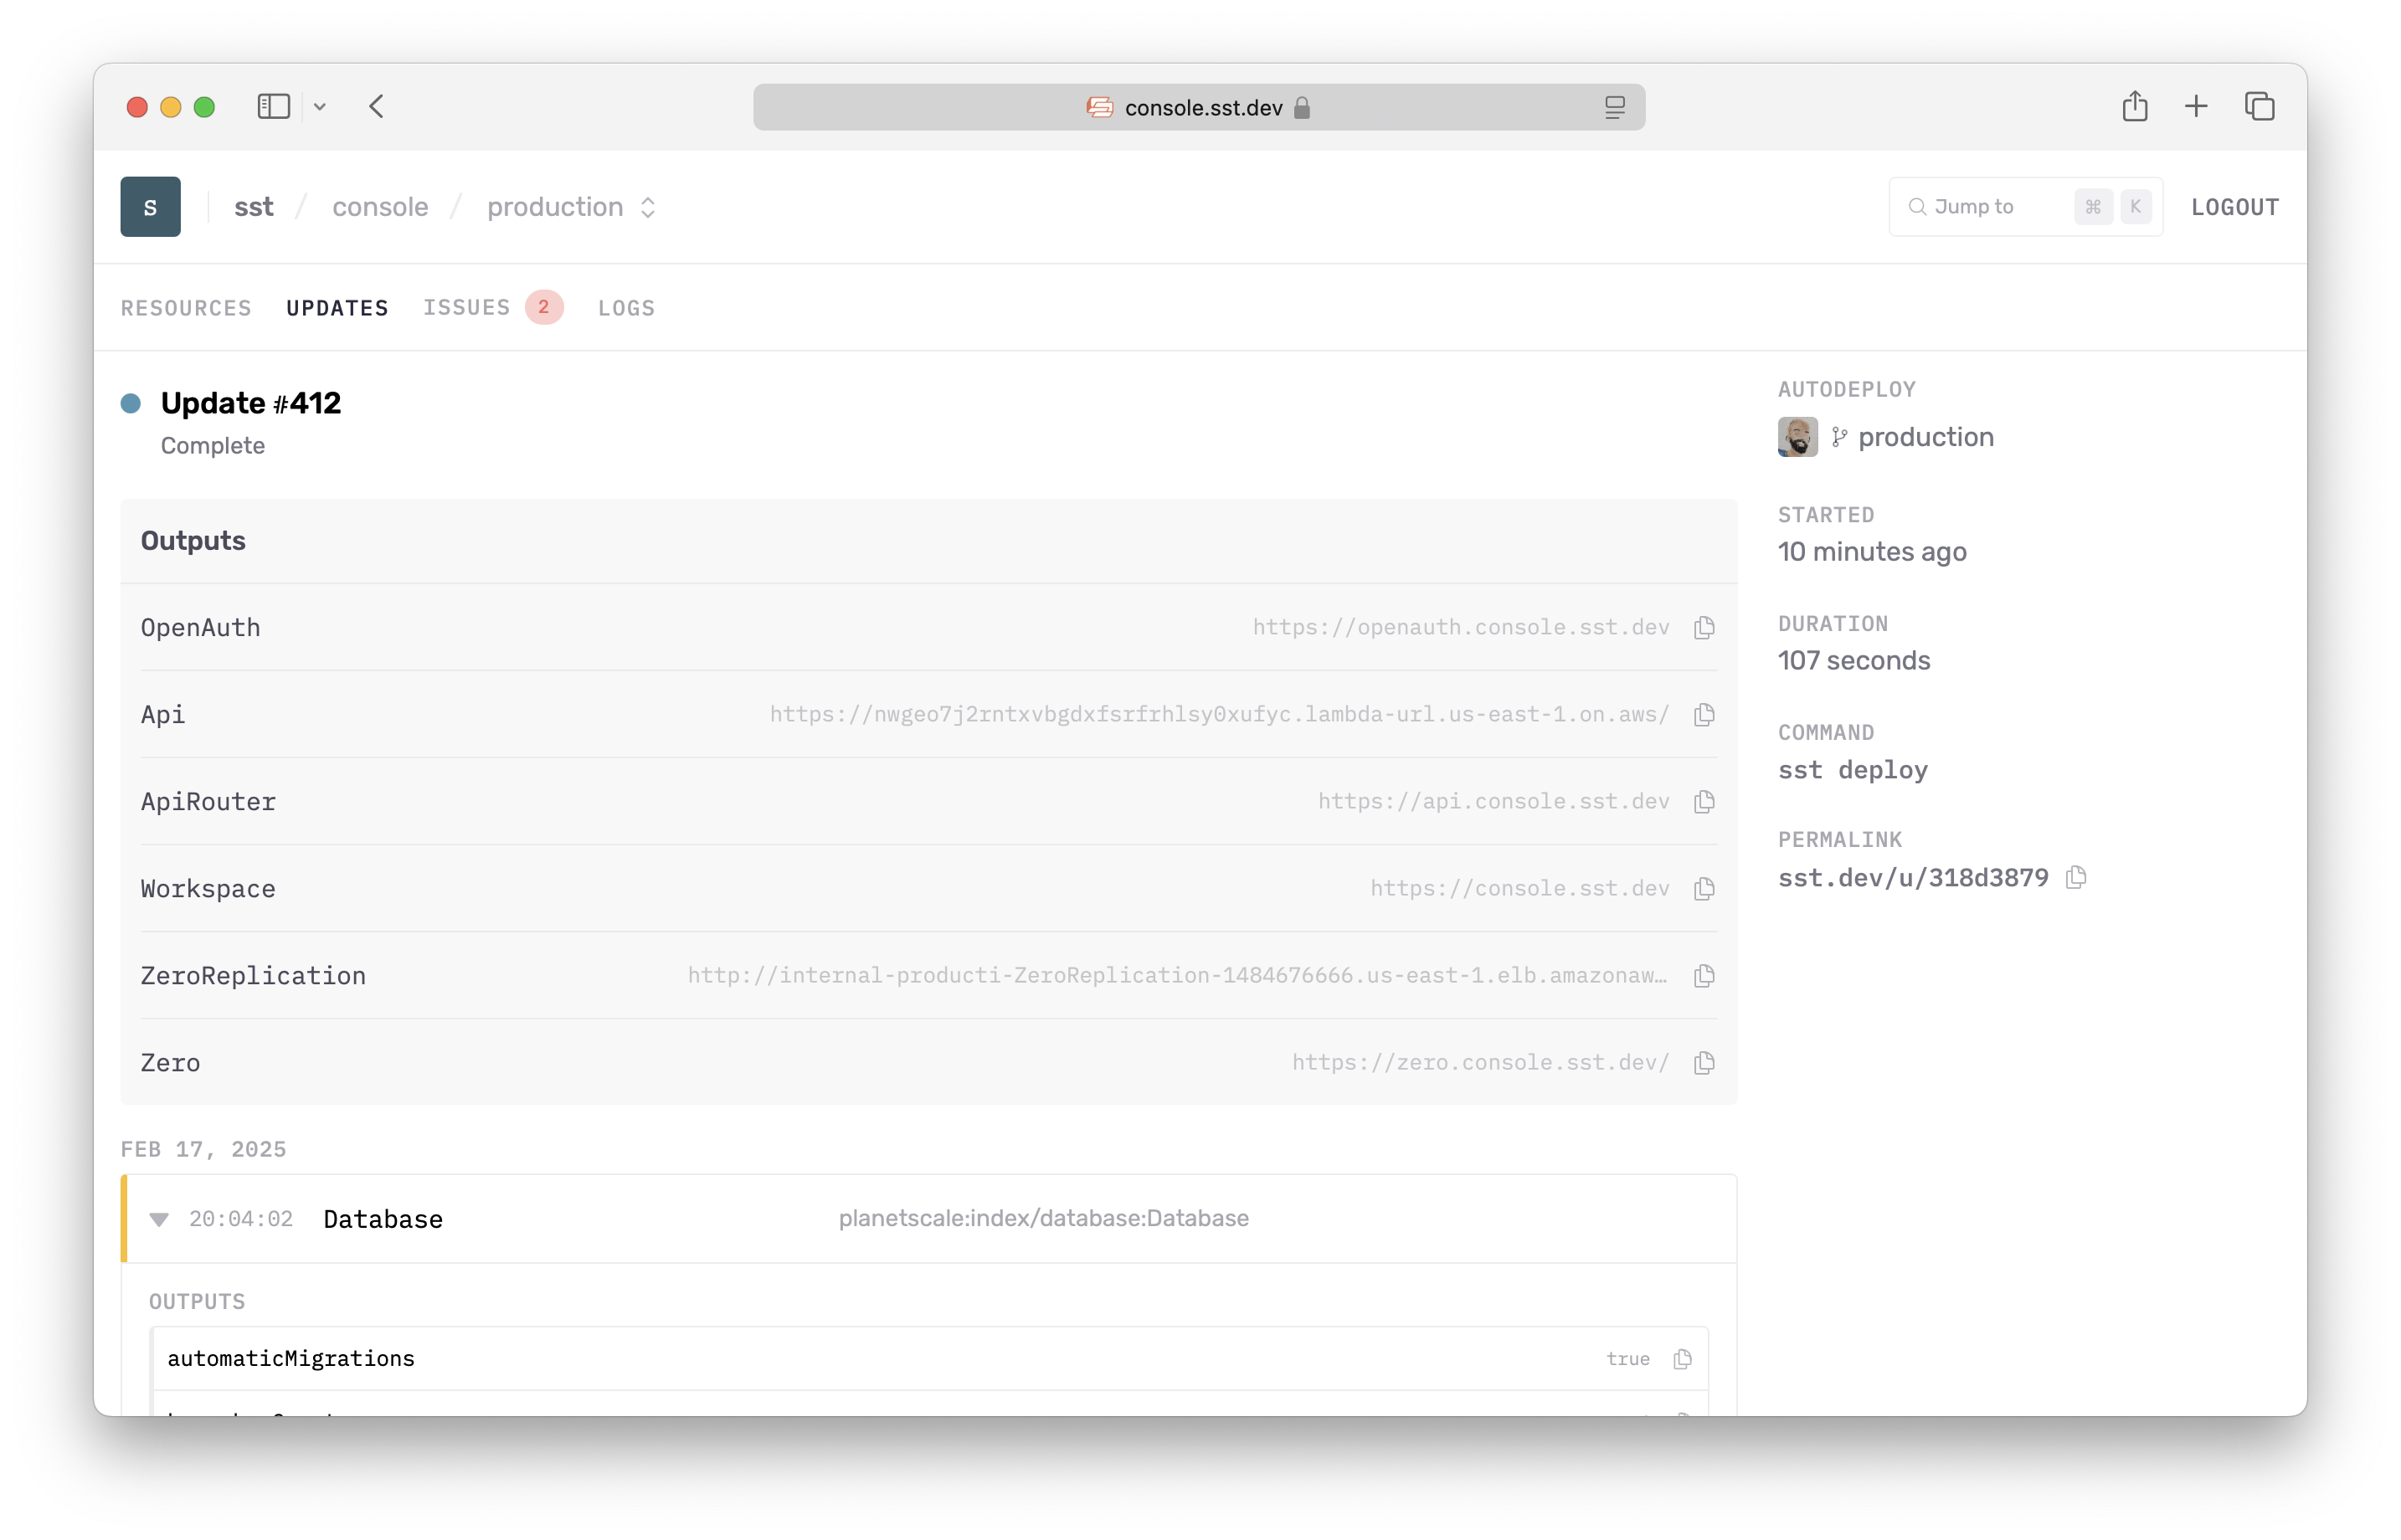 console.sst.dev
S
sst / console / production
Jump to ⌘ K
LOGOUT
RESOURCES UPDATES ISSUES 2 LOGS
Update #412
Complete
Outputs
OpenAuth https://openauth.console.sst.dev
Api https://nwgeo7j2rntxvbgdxfsrfrhlsy0xufyc.lambda-url.us-east-1.on.aws/
ApiRouter https://api.console.sst.dev
Workspace https://console.sst.dev
ZeroReplication http://internal-producti-ZeroReplication-1484676666.us-east-1.elb.amazonaw…
Zero https://zero.console.sst.dev/
FEB 17, 2025
20:04:02 Database planetscale:index/database:Database
OUTPUTS
automaticMigrations true
AUTODEPLOY
production
STARTED
10 minutes ago
DURATION
107 seconds
COMMAND
sst deploy
PERMALINK
sst.dev/u/318d3879